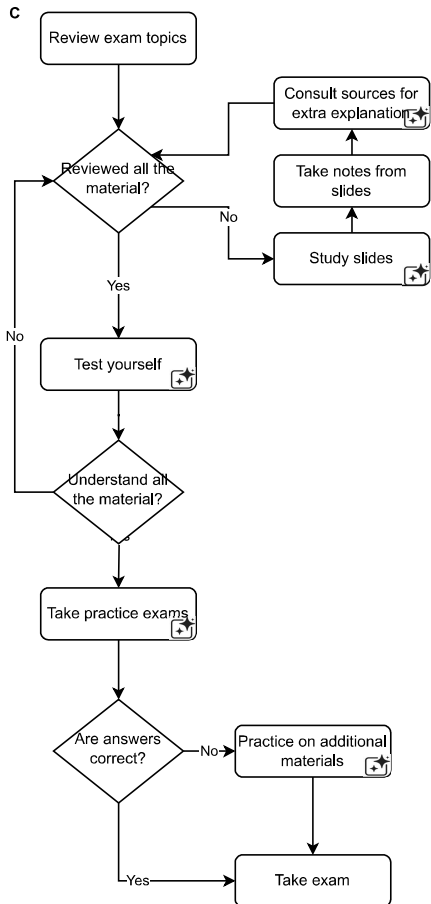 C
Review exam topics
Consult sources for
extra explanation
Reviewed all the
material?
Take notes from
slides
No
Study slides
Yes
No
Test yourself
Understand all
the material?
Take practice exams
Are answers
correct?
No
Practice on additional
materials
Yes
Take exam